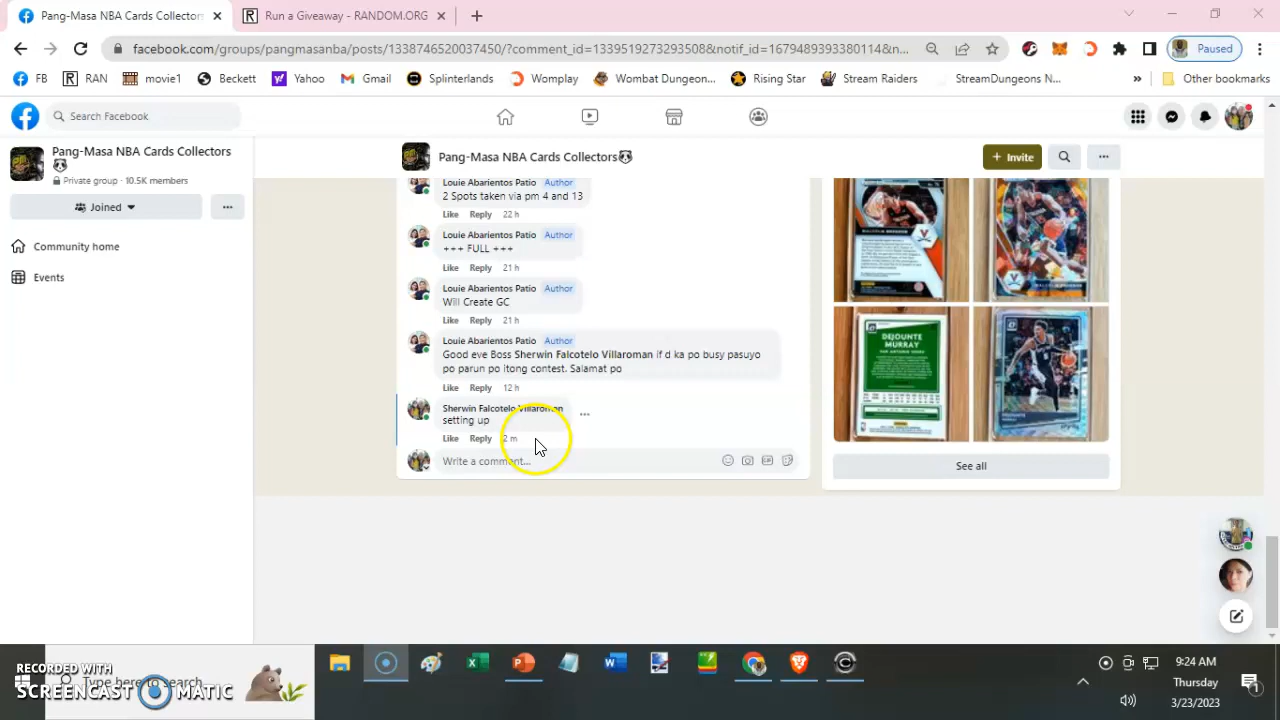 Pang-Masa NBA Cards Collectors
Run a Giveaway - RANDOM.ORG
facebook.com/groups/pangmasanba/posts/1338746520037450/?comment_id=1339519273293508&notif_id=1679489393380114&n...
Paused
FB
RAN
movie1
Beckett
Yahoo
Gmail
Splinterlands
Womplay
Wombat Dungeon...
Rising Star
Stream Raiders
StreamDungeons N...
»
Other bookmarks
Search Facebook
Pang-Masa NBA Cards Collectors
Private group · 10.5K members
Joined
Community home
Events
Pang-Masa NBA Cards Collectors
+ Invite
Louie Abarientos Patio Author
2 Spots taken via pm 4 and 13
Like Reply 22 h
Louie Abarientos Patio Author
+++ FULL +++
Like Reply 21 h
Louie Abarientos Patio Author
Will Create GC
Like Reply 21 h
Louie Abarientos Patio Author
Good eve Boss Sherwin Falcotelo Villaroman if d ka po busy pasuyo
po parun po itong contest. Salamat po
Like Reply 12 h
Sherwin Falcotelo Villaroman
setting up
Like Reply 2 m
Write a comment...
DEJOUNTE
MURRAY
See all
RECORDED WITH
SCREENCAST MATIC
Type here to search
9:24 AM
Thursday
3/23/2023
1